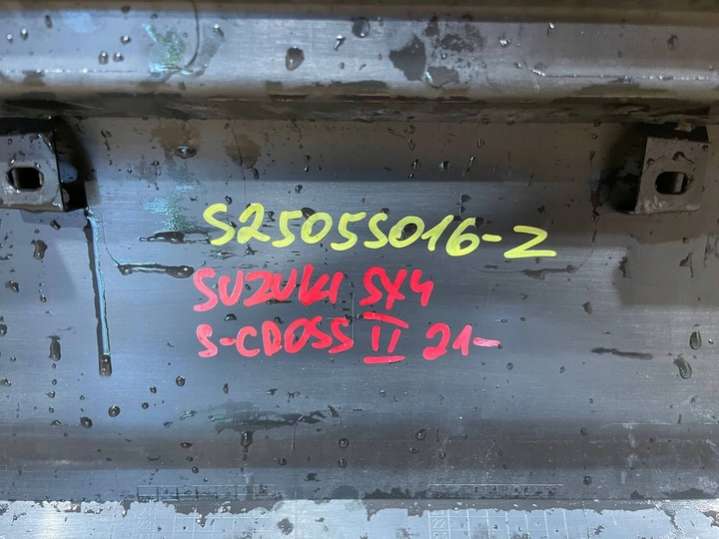 S25055016-Z
SUZUKI SX4
S-CROSS II 21-